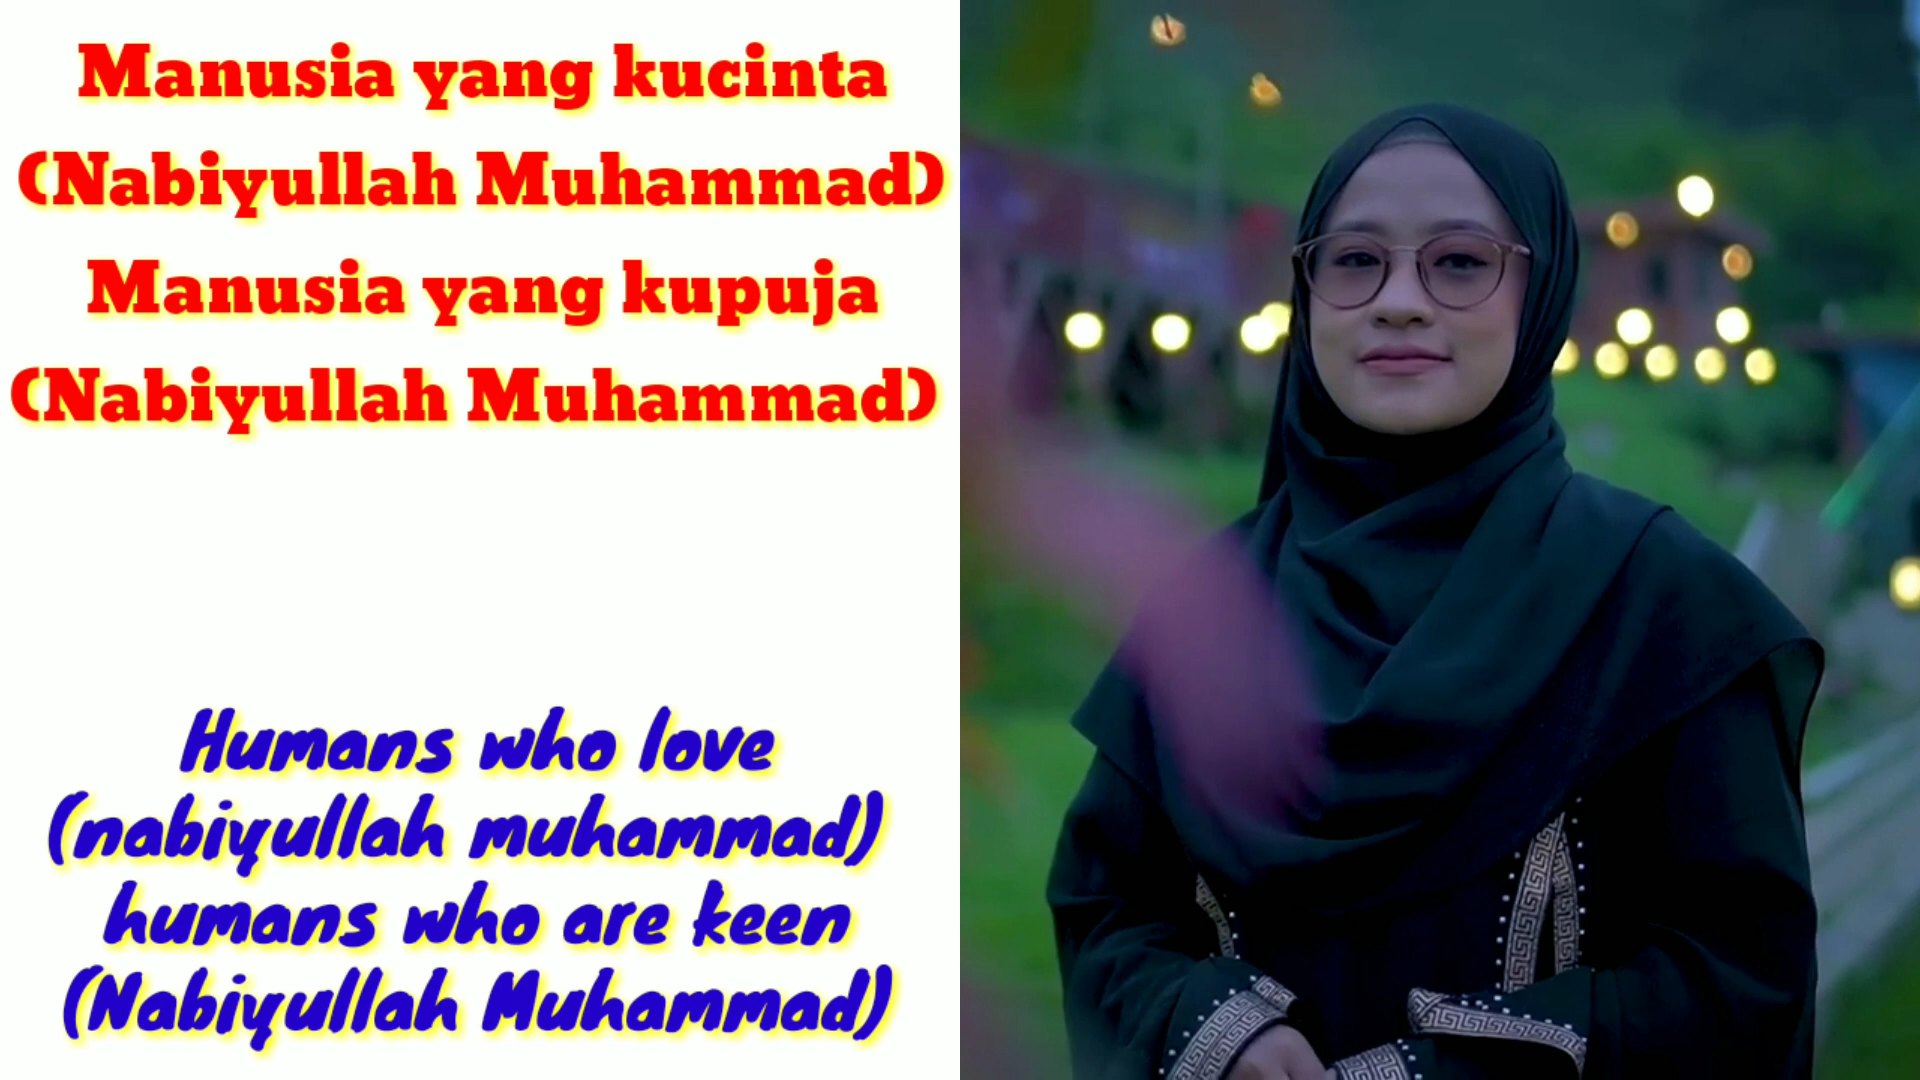 Manusia yang kucinta
(Nabiyullah Muhammad)
Manusia yang kupuja
(Nabiyullah Muhammad)
Humans who love
(nabiyullah muhammad)
humans who are keen
(Nabiyullah Muhammad)